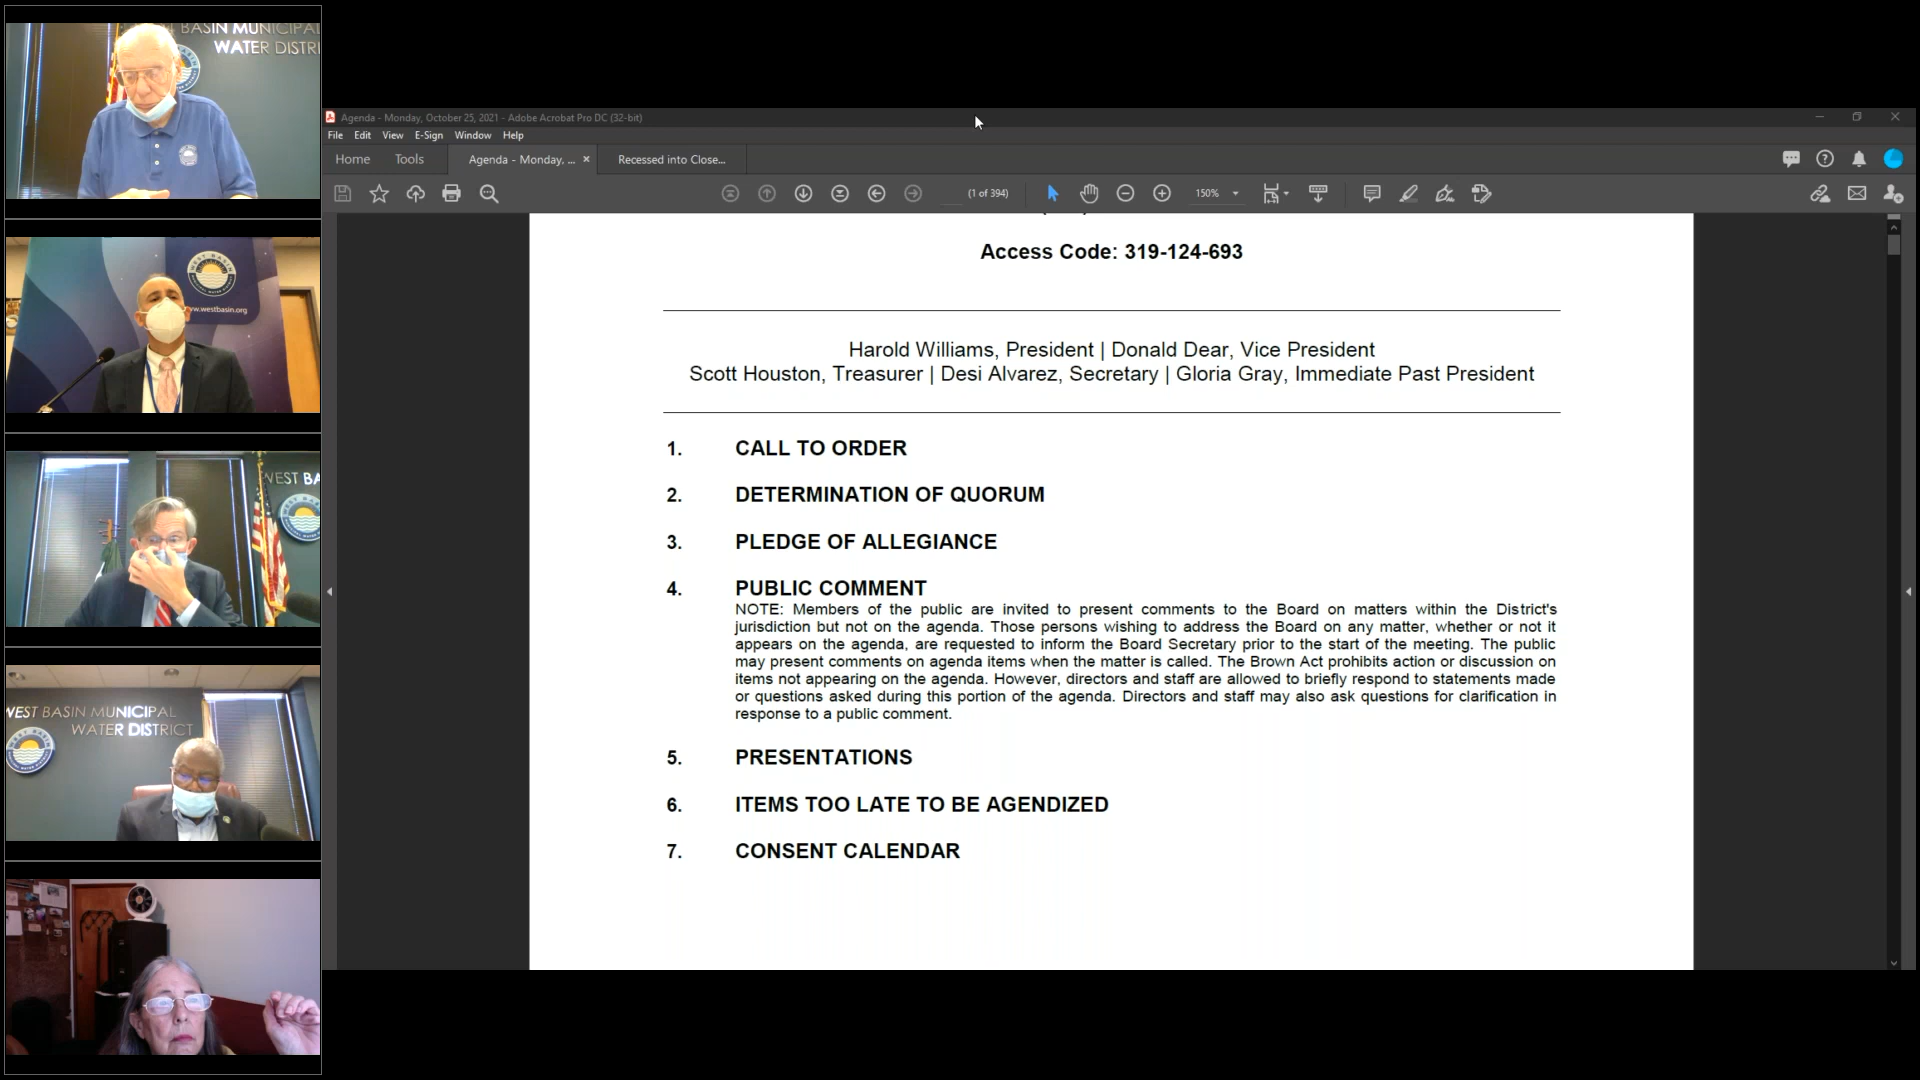 BASIN MUNICIPAL
WATER DISTRI
WEST BASIN
www.westbasin.org
WEST BA
WEST BASIN MUNICIPAL
WATER DISTRICT
WEST BASIN
Agenda - Monday, October 25, 2021 - Adobe Acrobat Pro DC (32-bit)
File Edit View E-Sign Window Help
Home Tools Agenda - Monday, ... × Recessed into Close...
(1 of 394) 150%
Access Code: 319-124-693
Harold Williams, President | Donald Dear, Vice President
Scott Houston, Treasurer | Desi Alvarez, Secretary | Gloria Gray, Immediate Past President
1. CALL TO ORDER
2. DETERMINATION OF QUORUM
3. PLEDGE OF ALLEGIANCE
4. PUBLIC COMMENT
NOTE: Members of the public are invited to present comments to the Board on matters within the District's
jurisdiction but not on the agenda. Those persons wishing to address the Board on any matter, whether or not it
appears on the agenda, are requested to inform the Board Secretary prior to the start of the meeting. The public
may present comments on agenda items when the matter is called. The Brown Act prohibits action or discussion on
items not appearing on the agenda. However, directors and staff are allowed to briefly respond to statements made
or questions asked during this portion of the agenda. Directors and staff may also ask questions for clarification in
response to a public comment.
5. PRESENTATIONS
6. ITEMS TOO LATE TO BE AGENDIZED
7. CONSENT CALENDAR